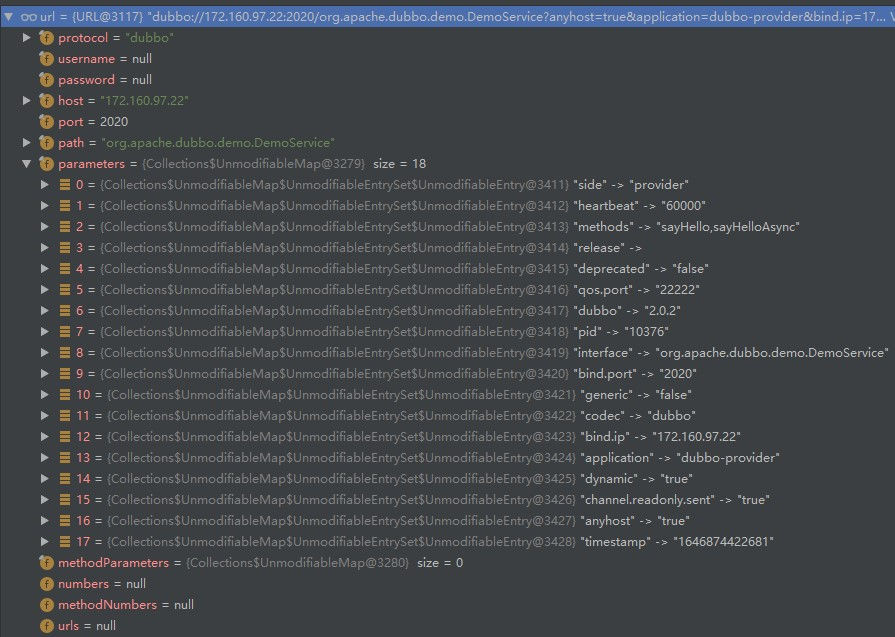 url = {URL@3117} "dubbo://172.160.97.22:2020/org.apache.dubbo.demo.DemoService?anyhost=true&application=dubbo-provider&bind.ip=17... V
protocol = "dubbo"
username = null
password = null
host = "172.160.97.22"
port = 2020
path = "org.apache.dubbo.demo.DemoService"
parameters = {Collections$UnmodifiableMap@3279} size = 18
0 = {Collections$UnmodifiableMap$UnmodifiableEntrySet$UnmodifiableEntry@3411} "side" -> "provider"
1 = {Collections$UnmodifiableMap$UnmodifiableEntrySet$UnmodifiableEntry@3412} "heartbeat" -> "60000"
2 = {Collections$UnmodifiableMap$UnmodifiableEntrySet$UnmodifiableEntry@3413} "methods" -> "sayHello,sayHelloAsync"
3 = {Collections$UnmodifiableMap$UnmodifiableEntrySet$UnmodifiableEntry@3414} "release" ->
4 = {Collections$UnmodifiableMap$UnmodifiableEntrySet$UnmodifiableEntry@3415} "deprecated" -> "false"
5 = {Collections$UnmodifiableMap$UnmodifiableEntrySet$UnmodifiableEntry@3416} "qos.port" -> "22222"
6 = {Collections$UnmodifiableMap$UnmodifiableEntrySet$UnmodifiableEntry@3417} "dubbo" -> "2.0.2"
7 = {Collections$UnmodifiableMap$UnmodifiableEntrySet$UnmodifiableEntry@3418} "pid" -> "10376"
8 = {Collections$UnmodifiableMap$UnmodifiableEntrySet$UnmodifiableEntry@3419} "interface" -> "org.apache.dubbo.demo.DemoService"
9 = {Collections$UnmodifiableMap$UnmodifiableEntrySet$UnmodifiableEntry@3420} "bind.port" -> "2020"
10 = {Collections$UnmodifiableMap$UnmodifiableEntrySet$UnmodifiableEntry@3421} "generic" -> "false"
11 = {Collections$UnmodifiableMap$UnmodifiableEntrySet$UnmodifiableEntry@3422} "codec" -> "dubbo"
12 = {Collections$UnmodifiableMap$UnmodifiableEntrySet$UnmodifiableEntry@3423} "bind.ip" -> "172.160.97.22"
13 = {Collections$UnmodifiableMap$UnmodifiableEntrySet$UnmodifiableEntry@3424} "application" -> "dubbo-provider"
14 = {Collections$UnmodifiableMap$UnmodifiableEntrySet$UnmodifiableEntry@3425} "dynamic" -> "true"
15 = {Collections$UnmodifiableMap$UnmodifiableEntrySet$UnmodifiableEntry@3426} "channel.readonly.sent" -> "true"
16 = {Collections$UnmodifiableMap$UnmodifiableEntrySet$UnmodifiableEntry@3427} "anyhost" -> "true"
17 = {Collections$UnmodifiableMap$UnmodifiableEntrySet$UnmodifiableEntry@3428} "timestamp" -> "1646874422681"
methodParameters = {Collections$UnmodifiableMap@3280} size = 0
numbers = null
methodNumbers = null
urls = null